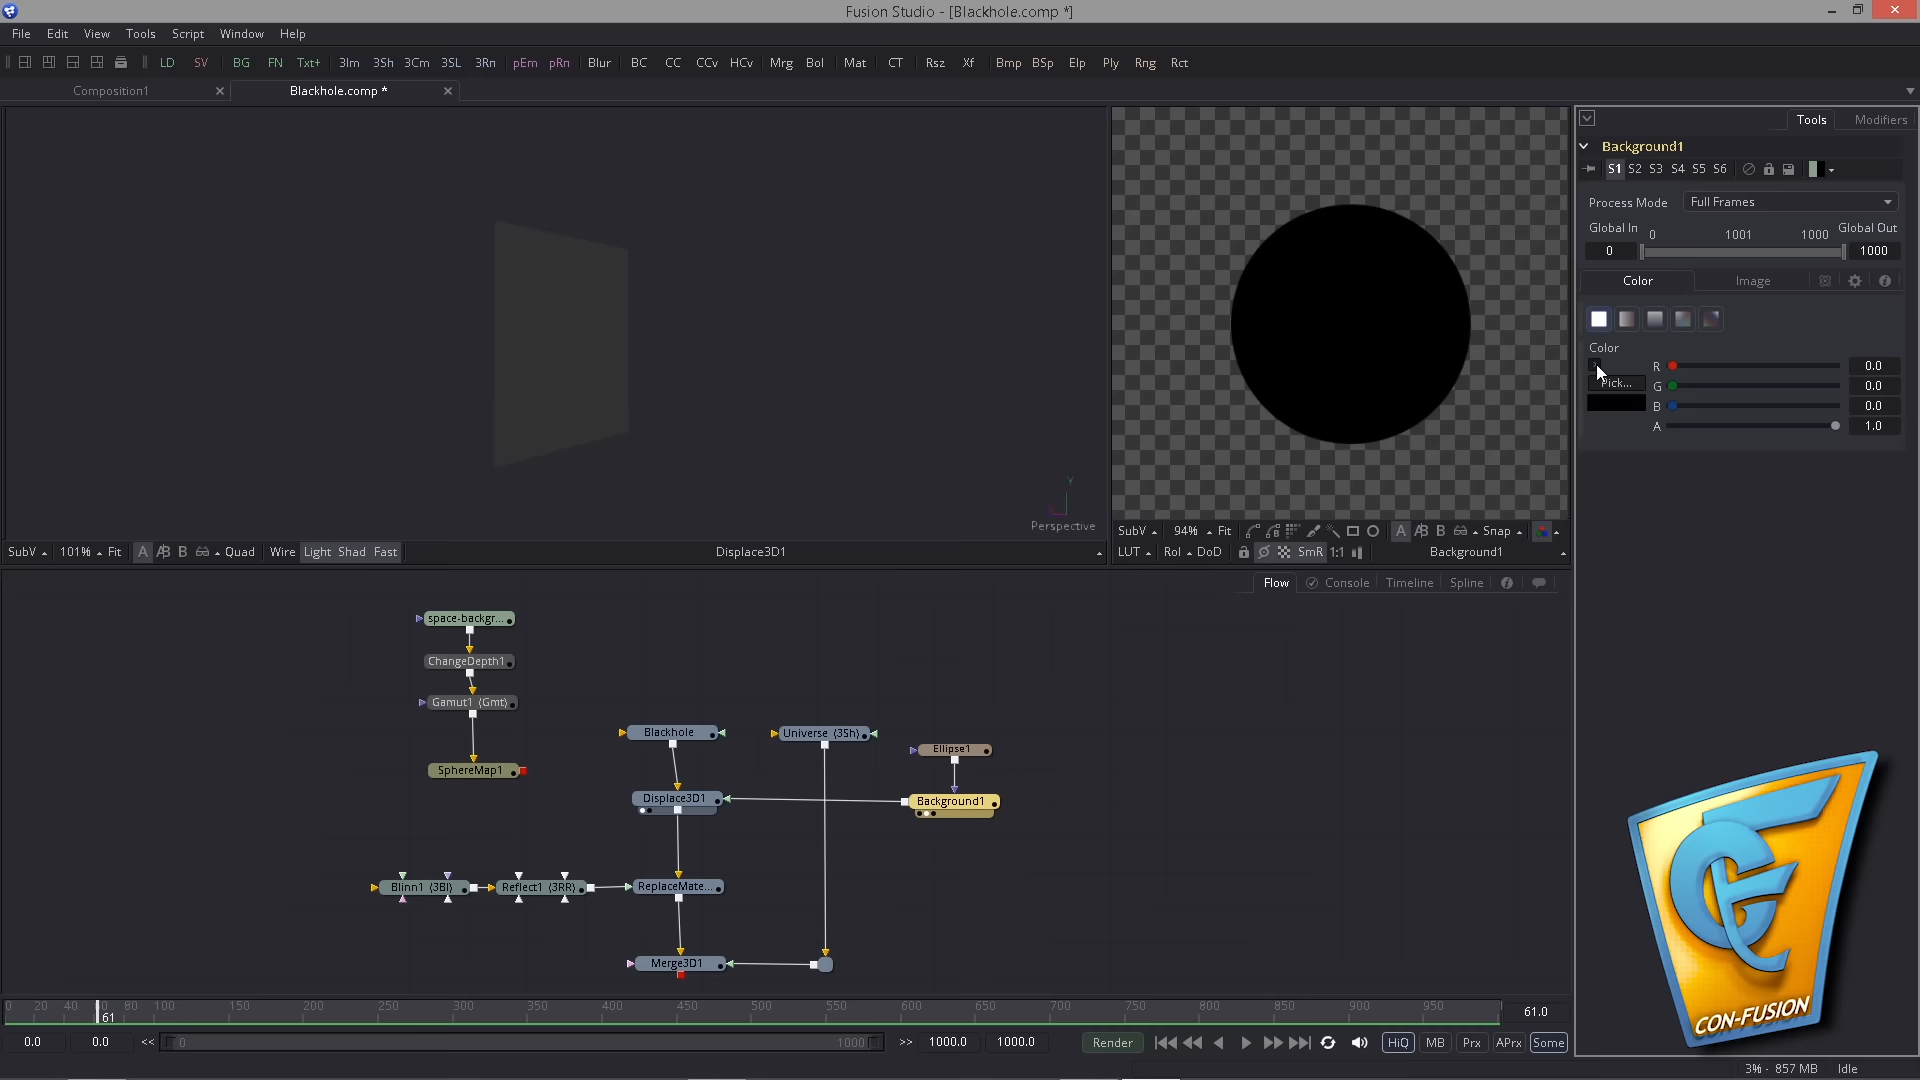 Fusion Studio - [Blackhole.comp *]
File Edit View Tools Script Window Help
LD SV BG FN Txt+ 3Im 3Sh 3Cm 3SL 3Rn pEm pRn Blur BC CC CCv HCv Mrg Bol Mat CT Rsz Xf Bmp BSp Elp Ply Rng Rct
Composition1 Blackhole.comp *
Tools Modifiers
Background1
S1 S2 S3 S4 S5 S6
Process Mode Full Frames
Global In 0 1001 1000 Global Out
0 1000
Color Image
Color
R 0.0
Pick... G 0.0
B 0.0
A 1.0
Y
Perspective
SubV 101% Fit A A|B B Quad Wire Light Shad Fast Displace3D1
SubV 94% Fit A A|B B Snap
LUT RoI DoD SmR 1:1 Background1
Flow Console Timeline Spline
space-backgr...
ChangeDepth1
Gamut1 (Gmt)
SphereMap1
Blackhole
Universe (3Sh)
Ellipse1
Displace3D1
Background1
Blinn1 (3Bl)
Reflect1 (3RR)
ReplaceMate...
Merge3D1
CON-FUSION
0 20 40 60 80 100 150 200 250 300 350 400 450 500 550 600 650 700 750 800 850 900 950
61 61.0
0.0 0.0 << 0 1000 >> 1000.0 1000.0 Render HiQ MB Prx APrx Some
3% - 857 MB Idle